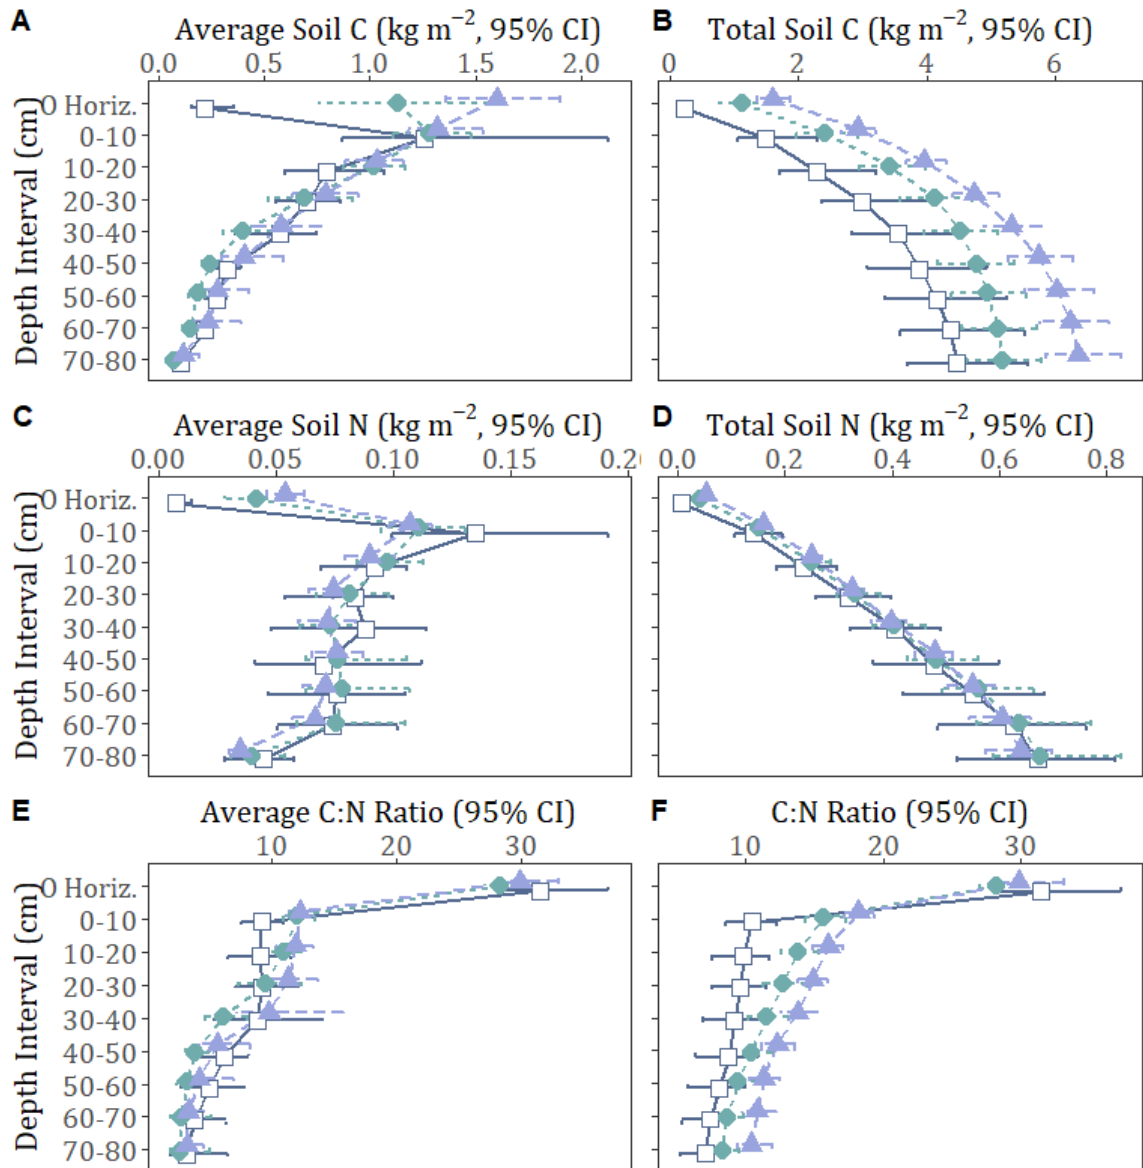 A Average Soil C (kg m⁻², 95% CI) B Total Soil C (kg m⁻², 95% CI)
0.0 0.5 1.0 1.5 2.0 0 2 4 6
Depth Interval (cm)
O Horiz.
0-10
10-20
20-30
30-40
40-50
50-60
60-70
70-80
C Average Soil N (kg m⁻², 95% CI) D Total Soil N (kg m⁻², 95% CI)
0.00 0.05 0.10 0.15 0.20 0.0 0.2 0.4 0.6 0.8
Depth Interval (cm)
O Horiz.
0-10
10-20
20-30
30-40
40-50
50-60
60-70
70-80
E Average C:N Ratio (95% CI) F C:N Ratio (95% CI)
10 20 30 10 20 30
Depth Interval (cm)
O Horiz.
0-10
10-20
20-30
30-40
40-50
50-60
60-70
70-80